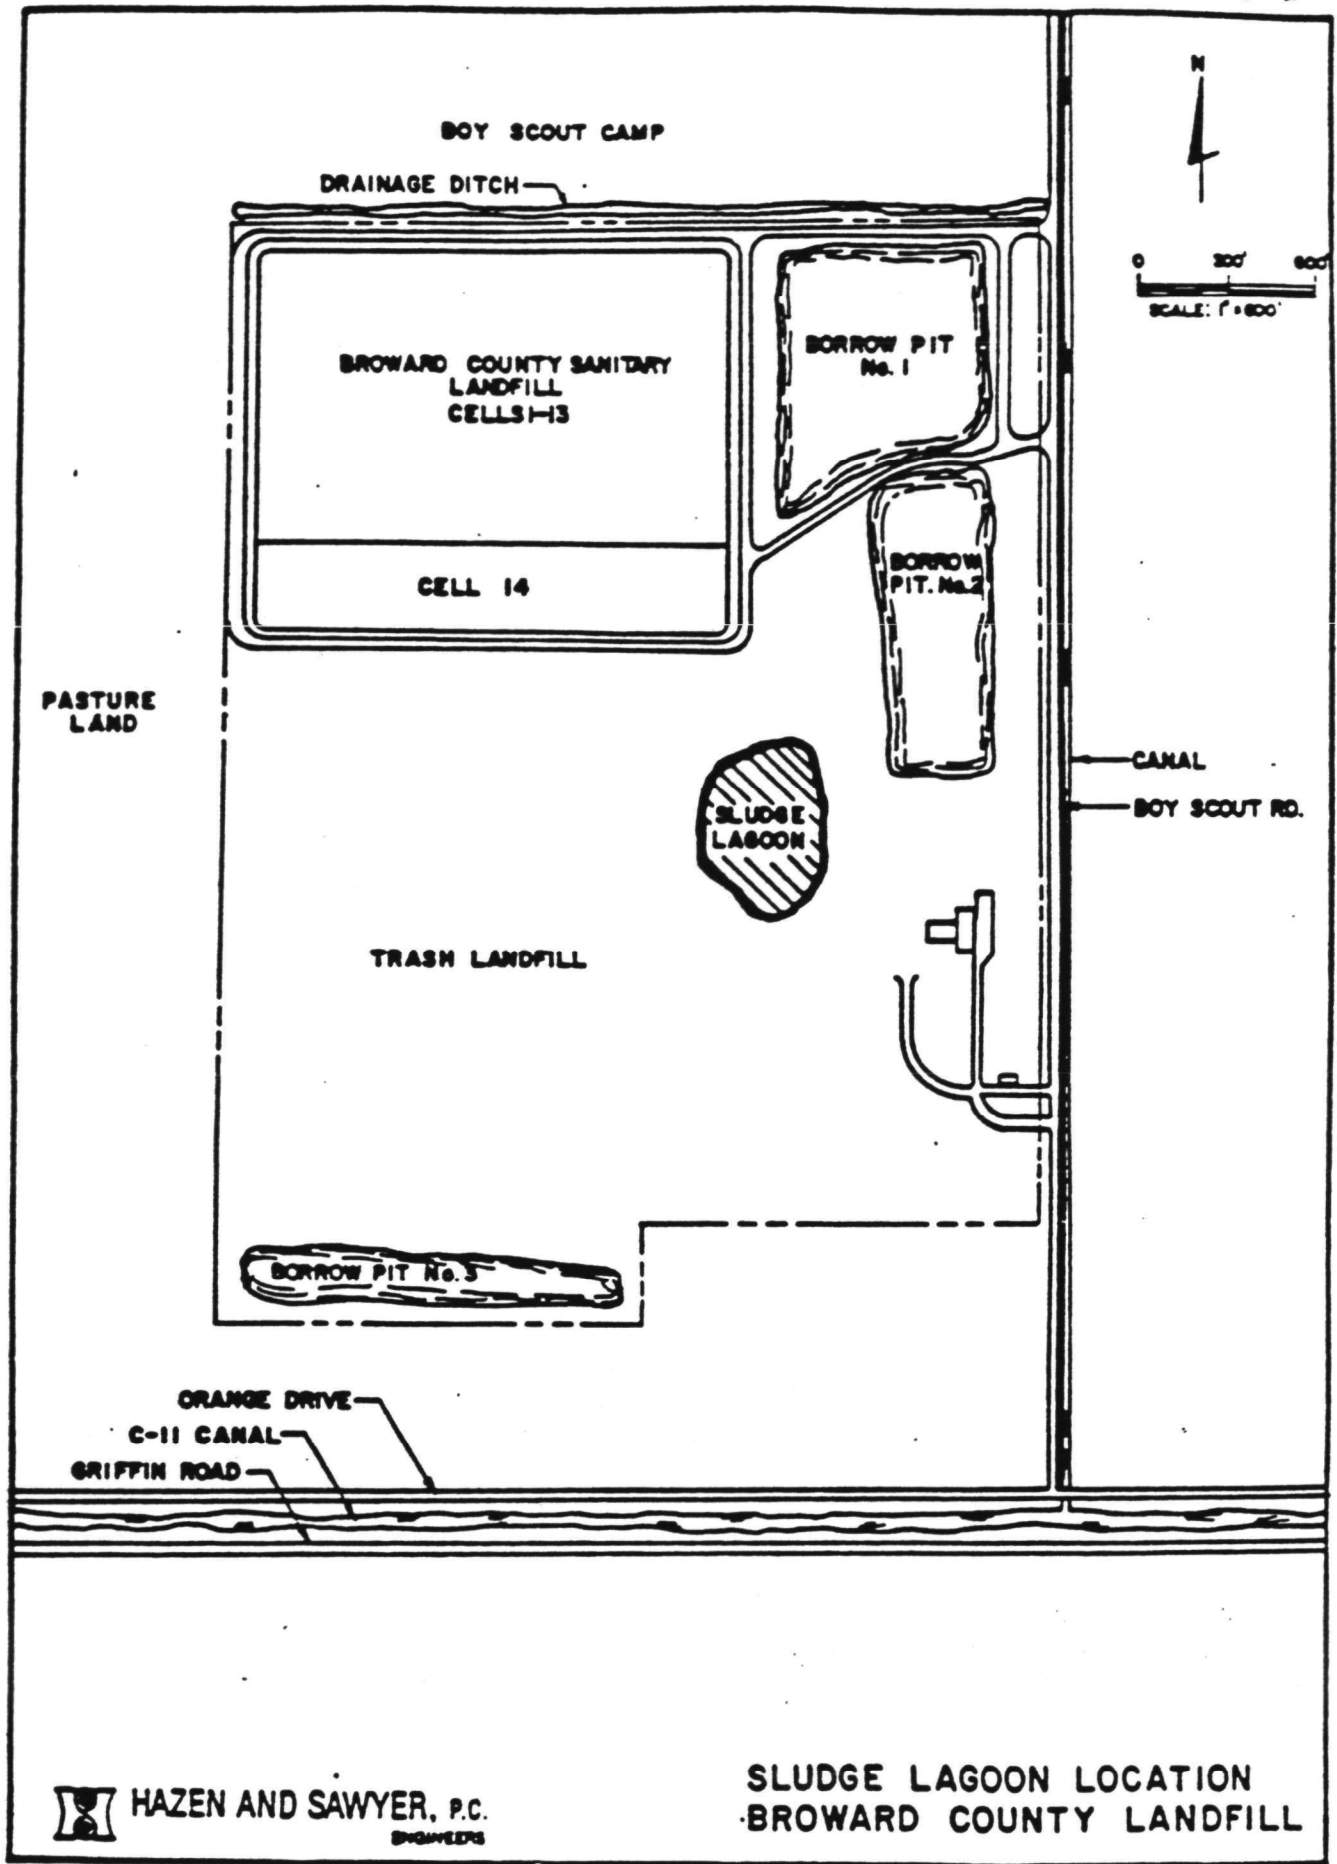 N
BOY SCOUT CAMP
DRAINAGE DITCH
0 300' 600'
SCALE: 1"=600'
BROWARD COUNTY SANITARY
LANDFILL
CELLS 1-13
BORROW PIT
No. 1
CELL 14
BORROW
PIT. No.2
PASTURE
LAND
CANAL
BOY SCOUT RD.
SLUDGE
LAGOON
TRASH LANDFILL
BORROW PIT No. 3
ORANGE DRIVE
C-11 CANAL
GRIFFIN ROAD
HAZEN AND SAWYER, P.C.
ENGINEERS
SLUDGE LAGOON LOCATION
BROWARD COUNTY LANDFILL